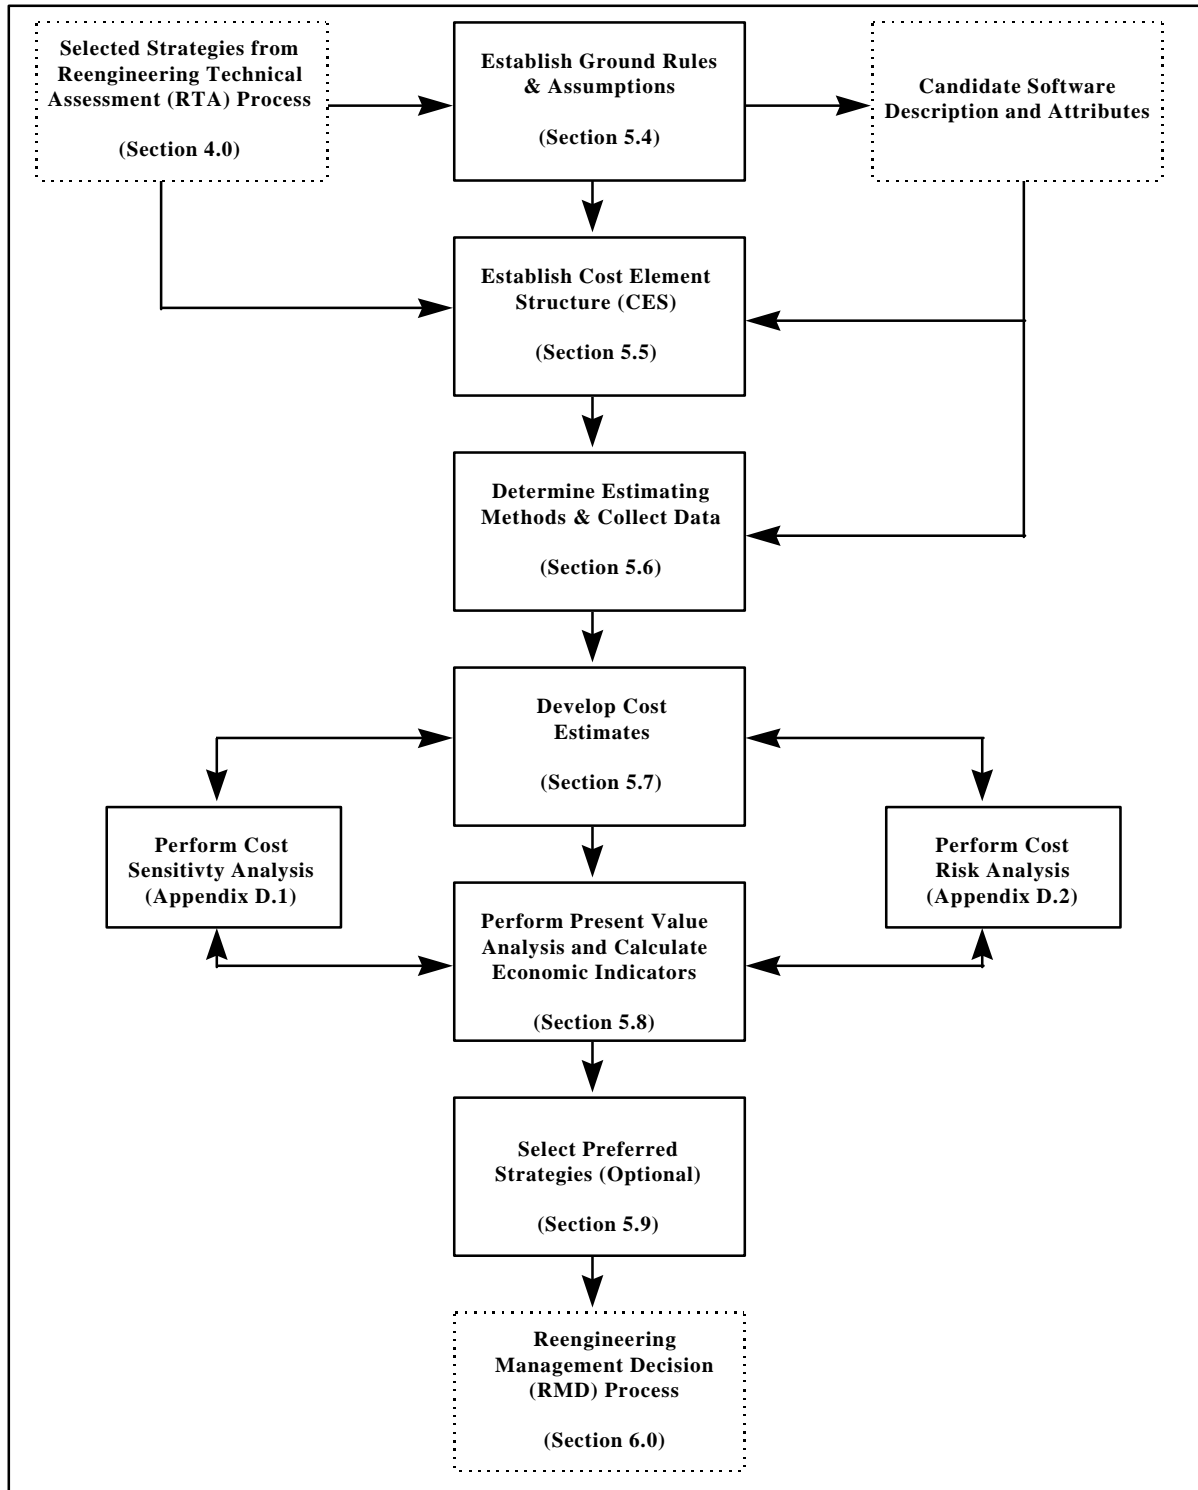 Selected Strategies from
Reengineering Technical
Assessment (RTA) Process
(Section 4.0)
Establish Ground Rules
& Assumptions
(Section 5.4)
Candidate Software
Description and Attributes
Establish Cost Element
Structure (CES)
(Section 5.5)
Determine Estimating
Methods & Collect Data
(Section 5.6)
Develop Cost
Estimates
(Section 5.7)
Perform Cost
Sensitivty Analysis
(Appendix D.1)
Perform Cost
Risk Analysis
(Appendix D.2)
Perform Present Value
Analysis and Calculate
Economic Indicators
(Section 5.8)
Select Preferred
Strategies (Optional)
(Section 5.9)
Reengineering
Management Decision
(RMD) Process
(Section 6.0)